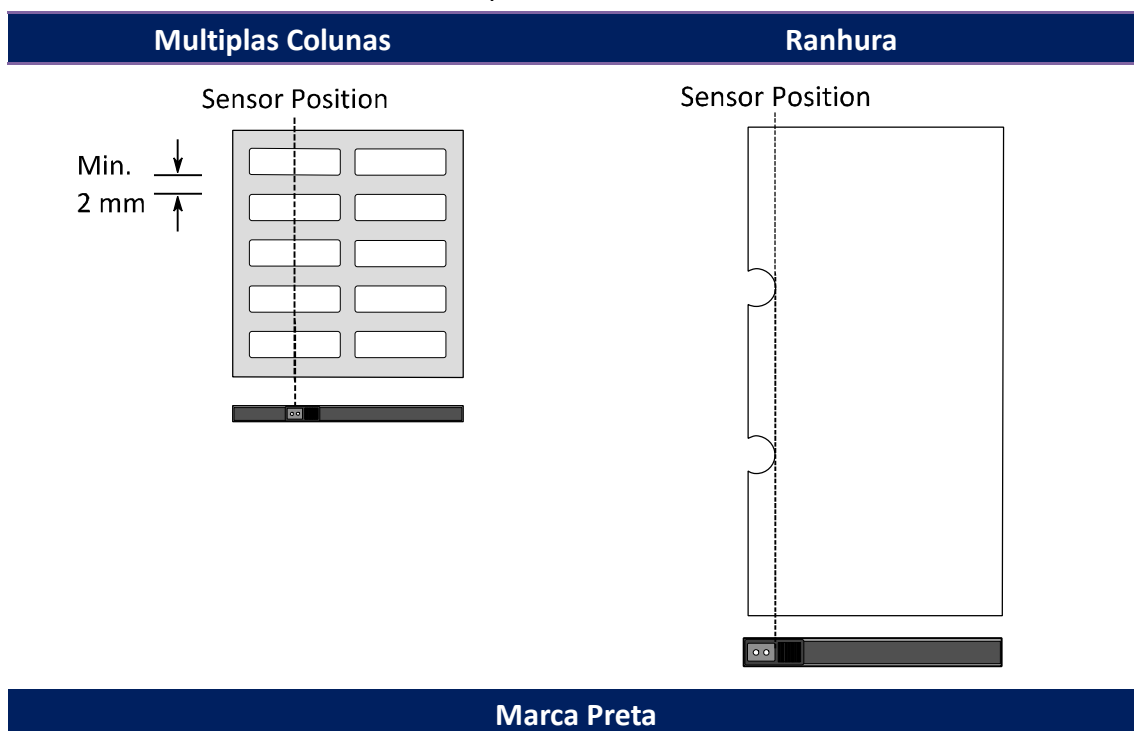 Multiplas Colunas
Ranhura
Sensor Position
Sensor Position
Min.
2 mm
Marca Preta